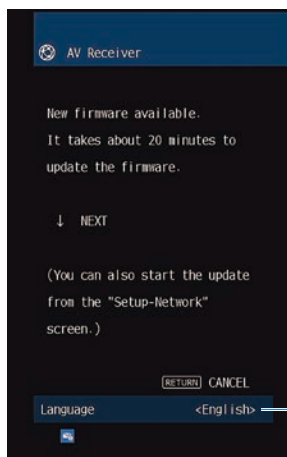 AV Receiver
New firmware available.
It takes about 20 minutes to
update the firmware.
↓ NEXT
(You can also start the update
from the "Setup-Network"
screen.)
RETURN CANCEL
Language <English>